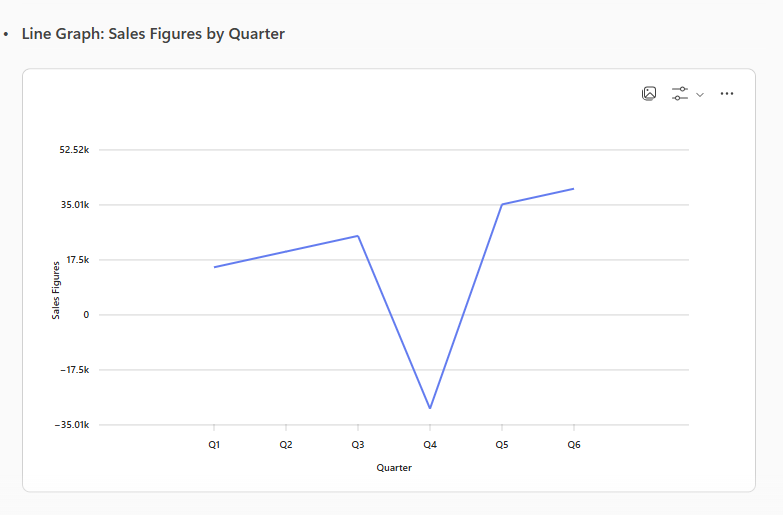 • Line Graph: Sales Figures by Quarter
52.52k
35.01k
17.5k
0
−17.5k
−35.01k
Sales Figures
Q1 Q2 Q3 Q4 Q5 Q6
Quarter